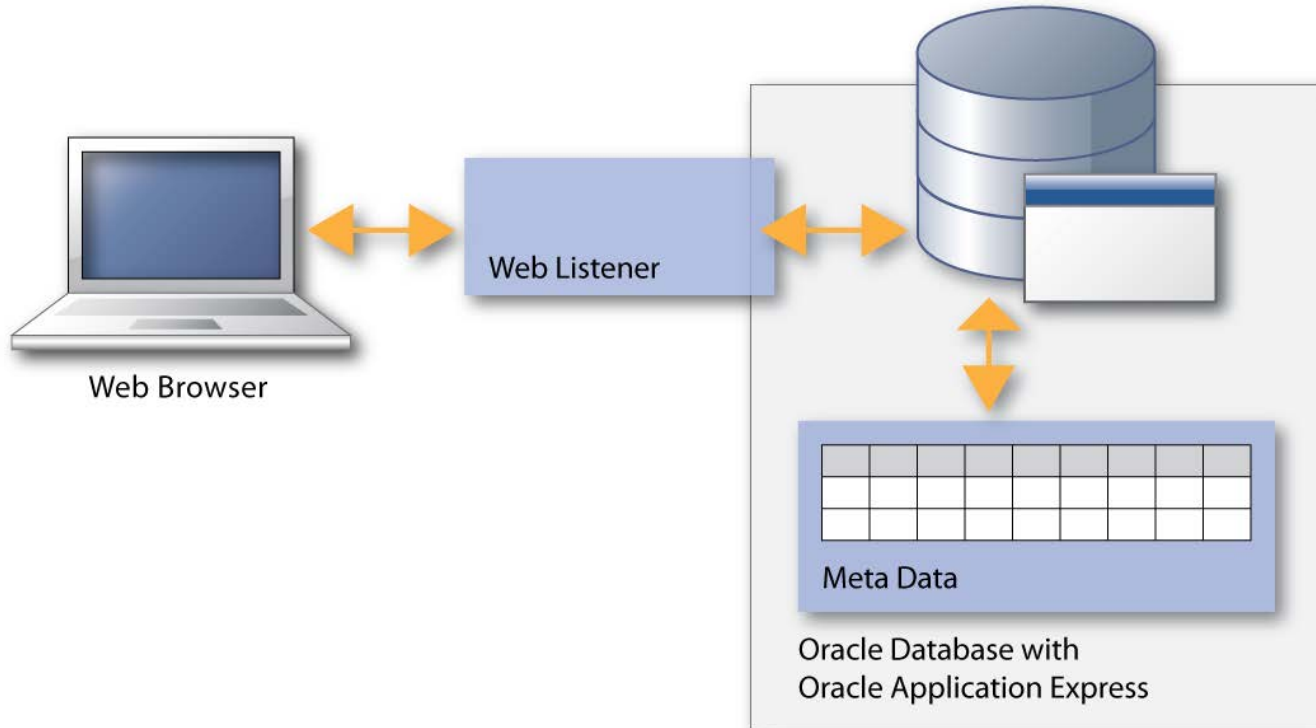 Web Browser
Web Listener
Meta Data
Oracle Database with
Oracle Application Express